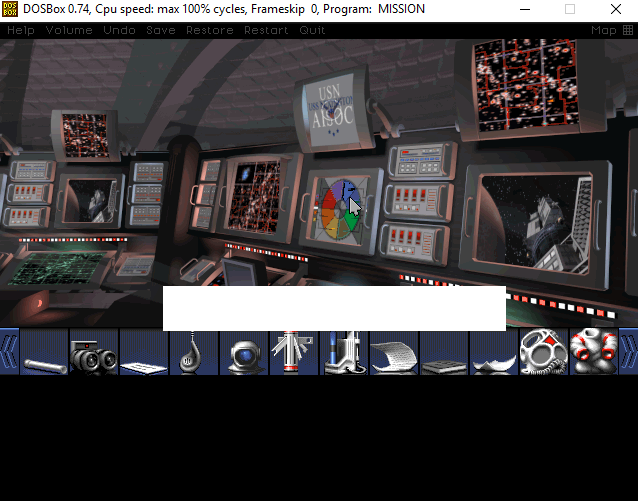 DOSBox 0.74, Cpu speed: max 100% cycles, Frameskip 0, Program: MISSION
Help Volume Undo Save Restore Restart Quit Map
USN
AISOC